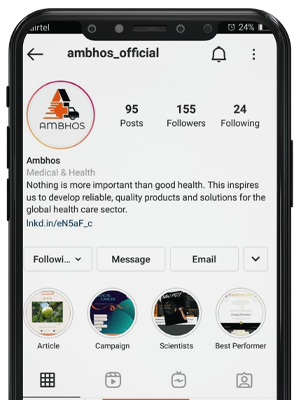 airtel
24%
ambhos_official
AMBHOS
95 155 24
Posts Followers Following
Ambhos
Medical & Health
Nothing is more important than good health. This inspires
us to develop reliable, quality products and solutions for the
global health care sector.
lnkd.in/eN5aF_c
Followi... Message Email
Article Campaign Scientists Best Performer